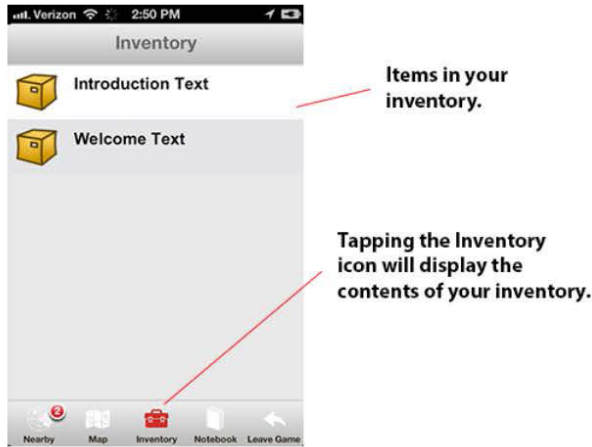 Verizon 2:50 PM
Inventory
Introduction Text
Welcome Text
Items in your
inventory.
Tapping the Inventory
icon will display the
contents of your inventory.
2
Nearby Map Inventory Notebook Leave Game